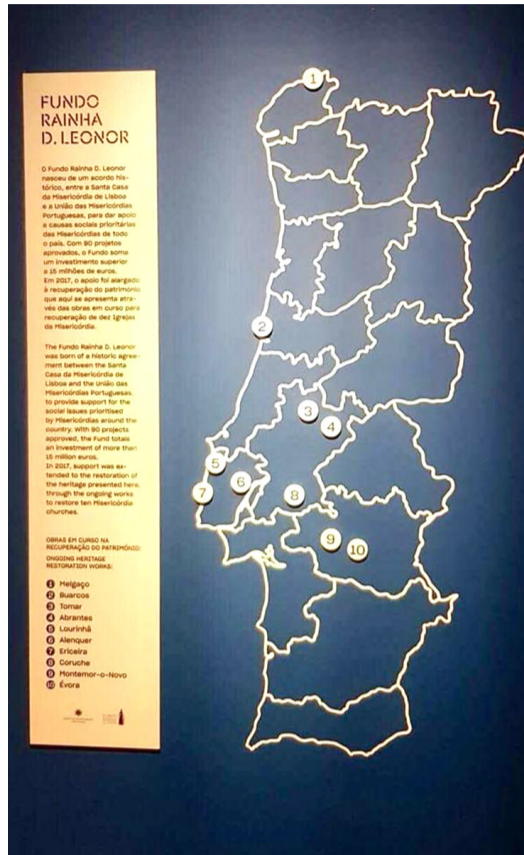 FUNDO
RAINHA
D. LEONOR
O Fundo Rainha D. Leonor
nasceu de um acordo his-
tórico, entre a Santa Casa
da Misericórdia de Lisboa
e a União das Misericórdias
Portuguesas, para dar apoio
a causas sociais prioritárias
das Misericórdias de todo
o país. Com 90 projetos
aprovados, o Fundo soma
um investimento superior
a 15 milhões de euros.
Em 2017, o apoio foi alargado
à recuperação do património
que aqui se apresenta atra-
vés das obras em curso para
recuperação de dez Igrejas
da Misericórdia.
The Fundo Rainha D. Leonor
was born of a historic agree-
ment between the Santa
Casa da Misericórdia de
Lisboa and the União das
Misericórdias Portuguesas
to provide support for the
social issues prioritised
by Misericórdias around the
country. With 90 projects
approved, the Fund totals
an investment of more than
15 million euros.
In 2017, support was ex-
tended to the restoration of
the heritage presented here,
through the ongoing works
to restore ten Misericórdia
churches.
OBRAS EM CURSO NA
RECUPERAÇÃO DO PATRIMÓNIO:
ONGOING HERITAGE
RESTORATION WORKS:
1 Melgaço
2 Buarcos
3 Tomar
4 Abrantes
5 Lourinhã
6 Alenquer
7 Ericeira
8 Coruche
9 Montemor-o-Novo
10 Évora
1
2
3
4
5
6
7
8
9
10